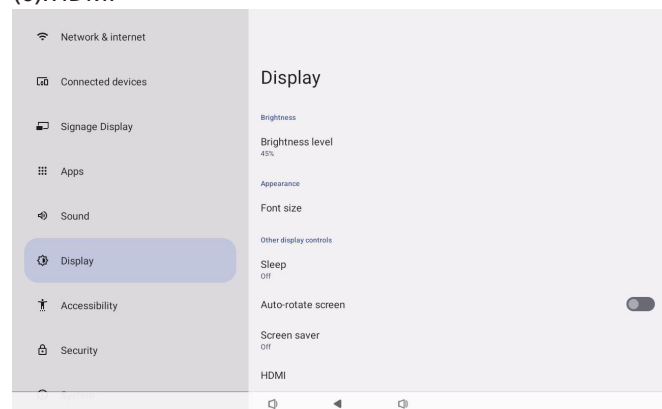 Network & internet
Connected devices
Signage Display
Apps
Sound
Display
Accessibility
Security
Display
Brightness
Brightness level
45%
Appearance
Font size
Other display controls
Sleep
Off
Auto-rotate screen
Screen saver
Off
HDMI